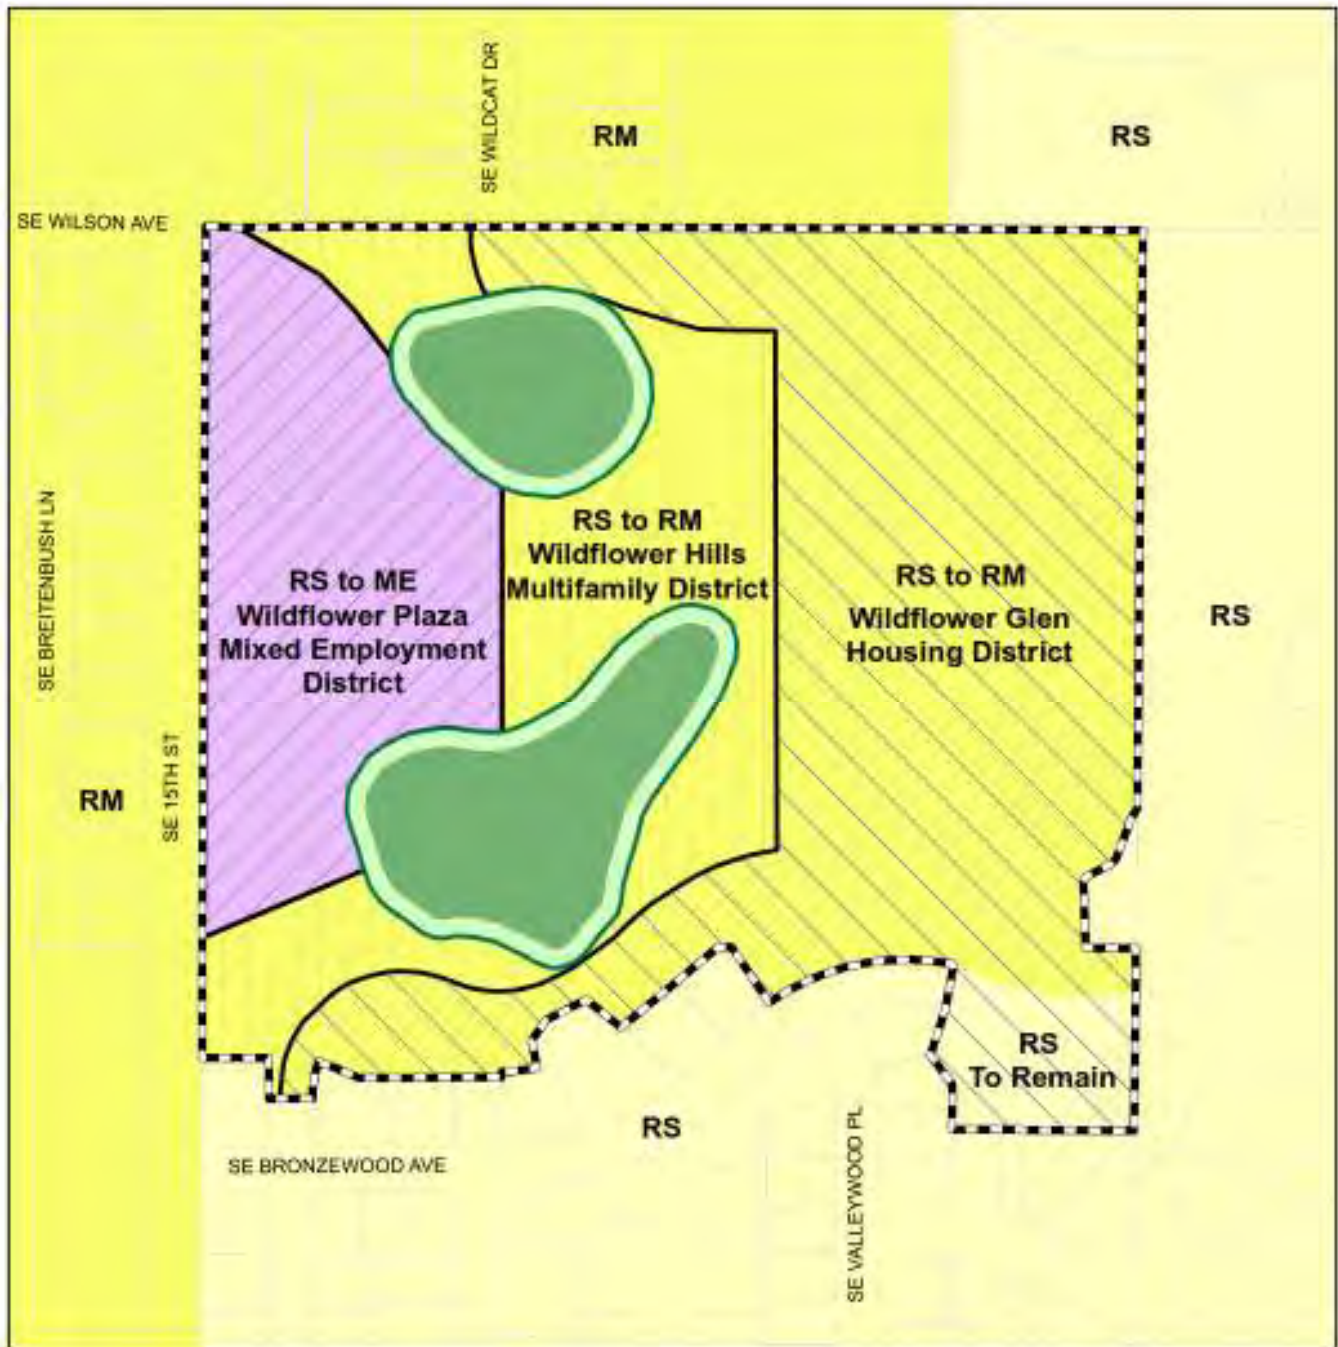 SE WILDCAT DR
RM
RS
SE WILSON AVE
SE BREITENBUSH LN
RS to ME
Wildflower Plaza
Mixed Employment
District
RS to RM
Wildflower Hills
Multifamily District
RS to RM
Wildflower Glen
Housing District
RS
RM
SE 15TH ST
RS
To Remain
RS
SE BRONZEWOOD AVE
SE VALLEYWOOD PL